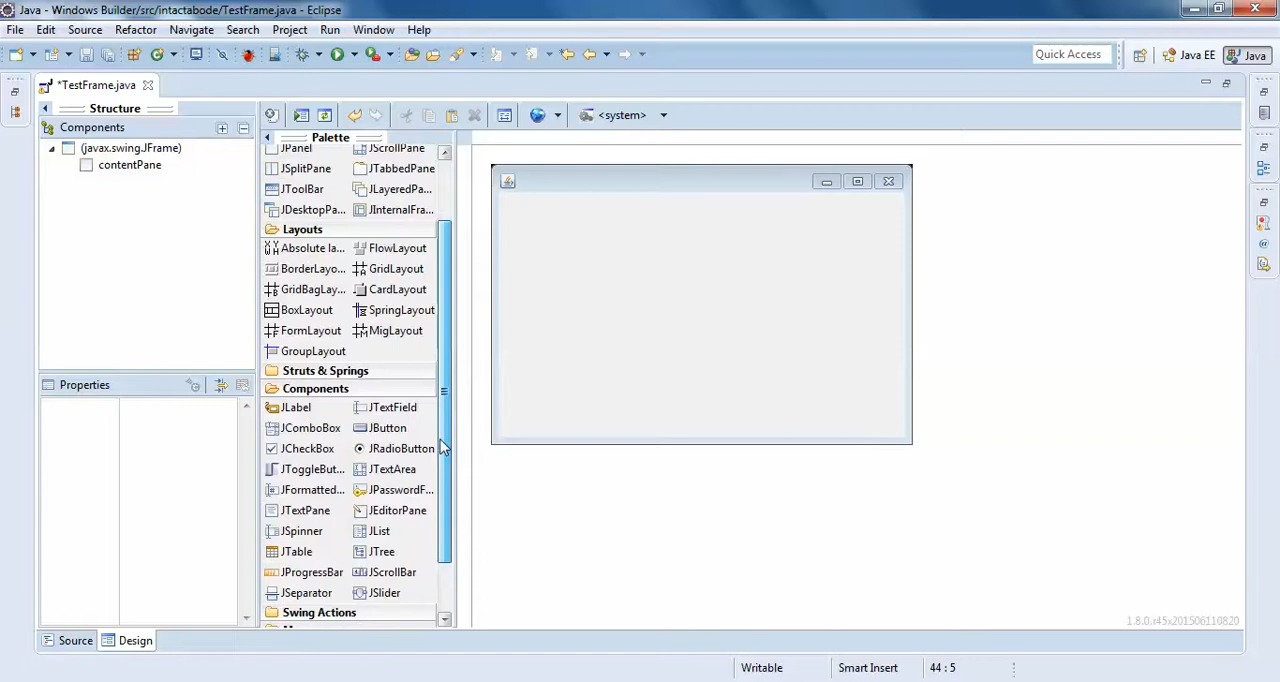 Java - Windows Builder/src/intactabode/TestFrame.java - Eclipse
File Edit Source Refactor Navigate Search Project Run Window Help
Quick Access Java EE Java
*TestFrame.java
Structure
Components
(javax.swing.JFrame)
contentPane
Properties
<system>
Palette
JPanel JScrollPane
JSplitPane JTabbedPane
JToolBar JLayeredPa...
JDesktopPa... JInternalFra...
Layouts
Absolute la... FlowLayout
BorderLayo... GridLayout
GridBagLay... CardLayout
BoxLayout SpringLayout
FormLayout MigLayout
GroupLayout
Struts & Springs
Components
JLabel JTextField
JComboBox JButton
JCheckBox JRadioButton
JToggleBut... JTextArea
JFormatted... JPasswordF...
JTextPane JEditorPane
JSpinner JList
JTable JTree
JProgressBar JScrollBar
JSeparator JSlider
Swing Actions
1.8.0.r45x201506110820
Source Design
Writable Smart Insert 44 : 5